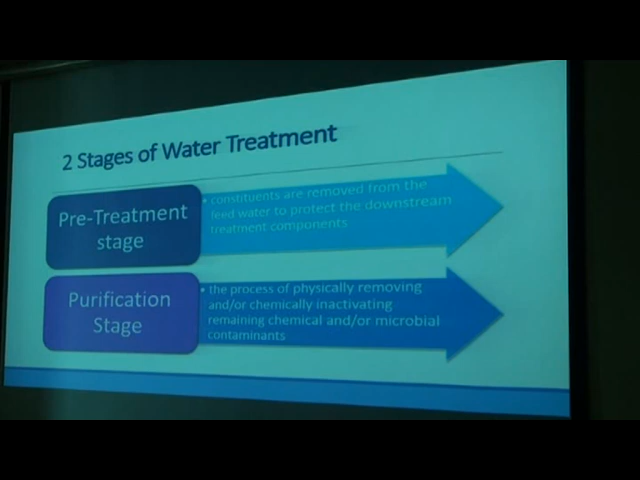 2 Stages of Water Treatment
Pre-Treatment
stage
• constituents are removed from the
feed water to protect the downstream
treatment components
Purification
Stage
• the process of physically removing
and/or chemically inactivating
remaining chemical and/or microbial
contaminants